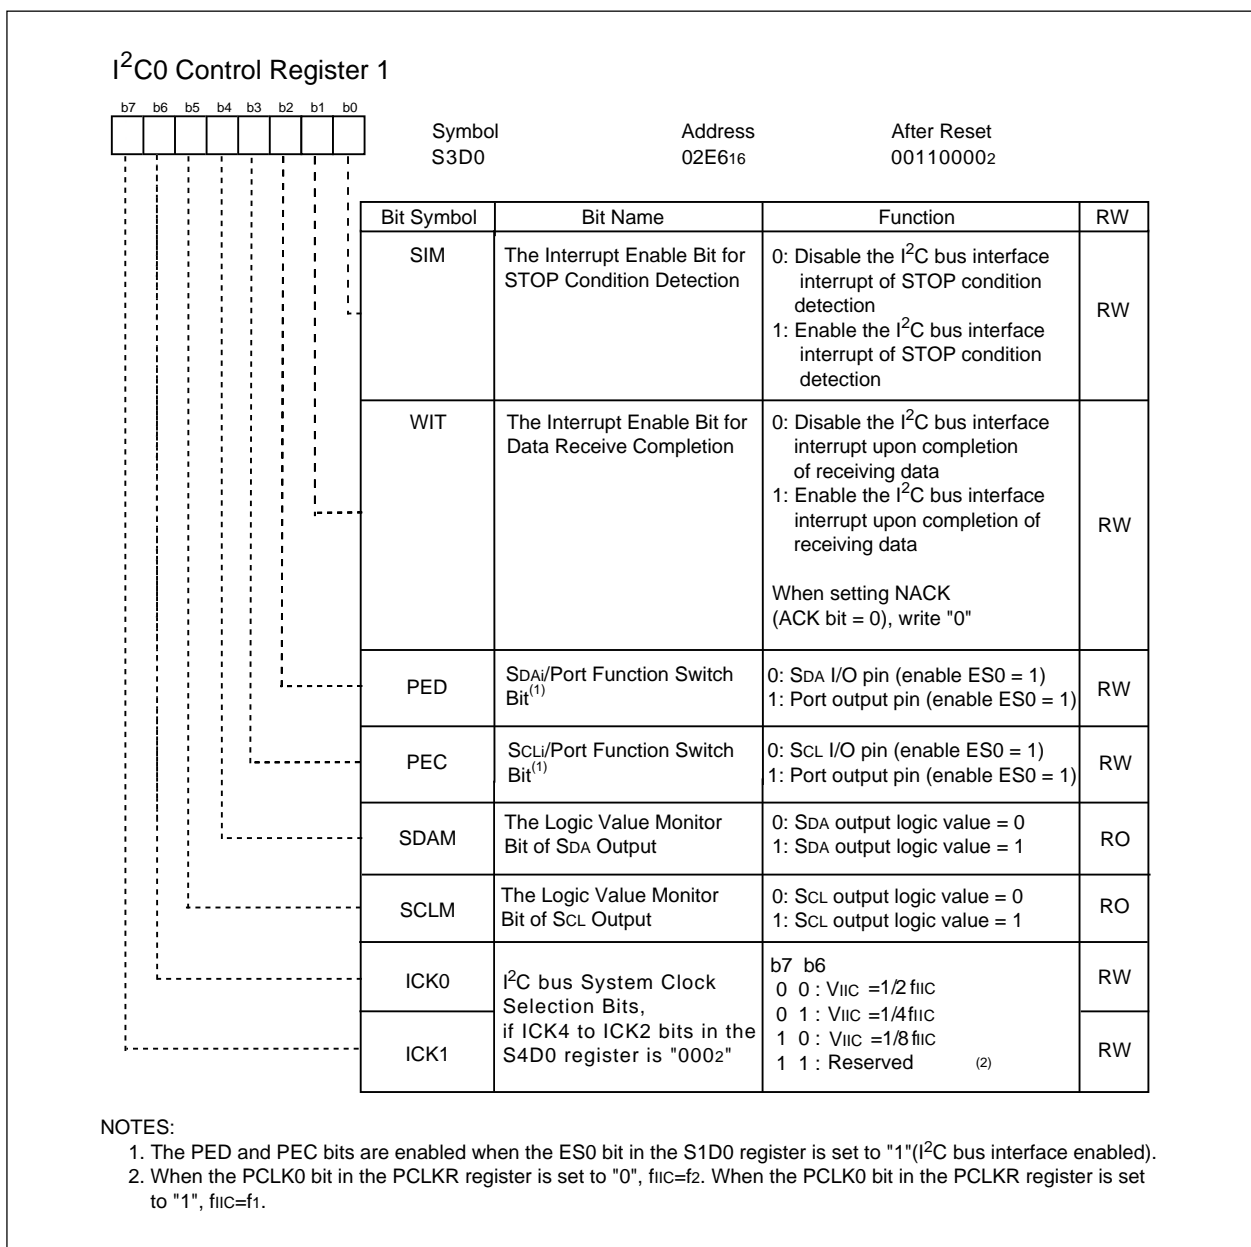 I2C0 Control Register 1
b7 b6 b5 b4 b3 b2 b1 b0
Symbol Address After Reset
S3D0 02E616 001100002
Bit Symbol Bit Name Function RW
SIM
The Interrupt Enable Bit for
STOP Condition Detection
0: Disable the I2C bus interface
interrupt of STOP condition
detection
1: Enable the I2C bus interface
interrupt of STOP condition
detection
RW
WIT
The Interrupt Enable Bit for
Data Receive Completion
0: Disable the I2C bus interface
interrupt upon completion
of receiving data
1: Enable the I2C bus interface
interrupt upon completion of
receiving data
When setting NACK
(ACK bit = 0), write "0"
RW
PED
SDAi/Port Function Switch
Bit(1)
0: SDA I/O pin (enable ES0 = 1)
1: Port output pin (enable ES0 = 1)
RW
PEC
SCLi/Port Function Switch
Bit(1)
0: SCL I/O pin (enable ES0 = 1)
1: Port output pin (enable ES0 = 1)
RW
SDAM
The Logic Value Monitor
Bit of SDA Output
0: SDA output logic value = 0
1: SDA output logic value = 1
RO
SCLM
The Logic Value Monitor
Bit of SCL Output
0: SCL output logic value = 0
1: SCL output logic value = 1
RO
ICK0
ICK1
I2C bus System Clock
Selection Bits,
if ICK4 to ICK2 bits in the
S4D0 register is "0002"
b7 b6
0 0 : VIIC =1/2 fIIC
0 1 : VIIC =1/4 fIIC
1 0 : VIIC =1/8 fIIC
1 1 : Reserved (2)
RW
RW
NOTES:
1. The PED and PEC bits are enabled when the ES0 bit in the S1D0 register is set to "1"(I2C bus interface enabled).
2. When the PCLK0 bit in the PCLKR register is set to "0", fIIC=f2. When the PCLK0 bit in the PCLKR register is set
to "1", fIIC=f1.